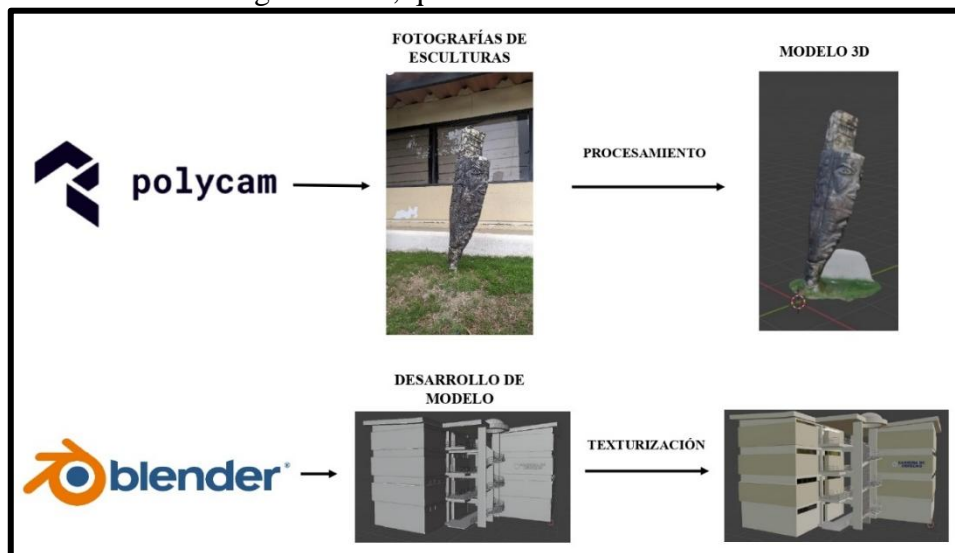 FOTOGRAFÍAS DE
ESCULTURAS
MODELO 3D
PROCESAMIENTO
polycam
DESARROLLO DE
MODELO
TEXTURIZACIÓN
blender